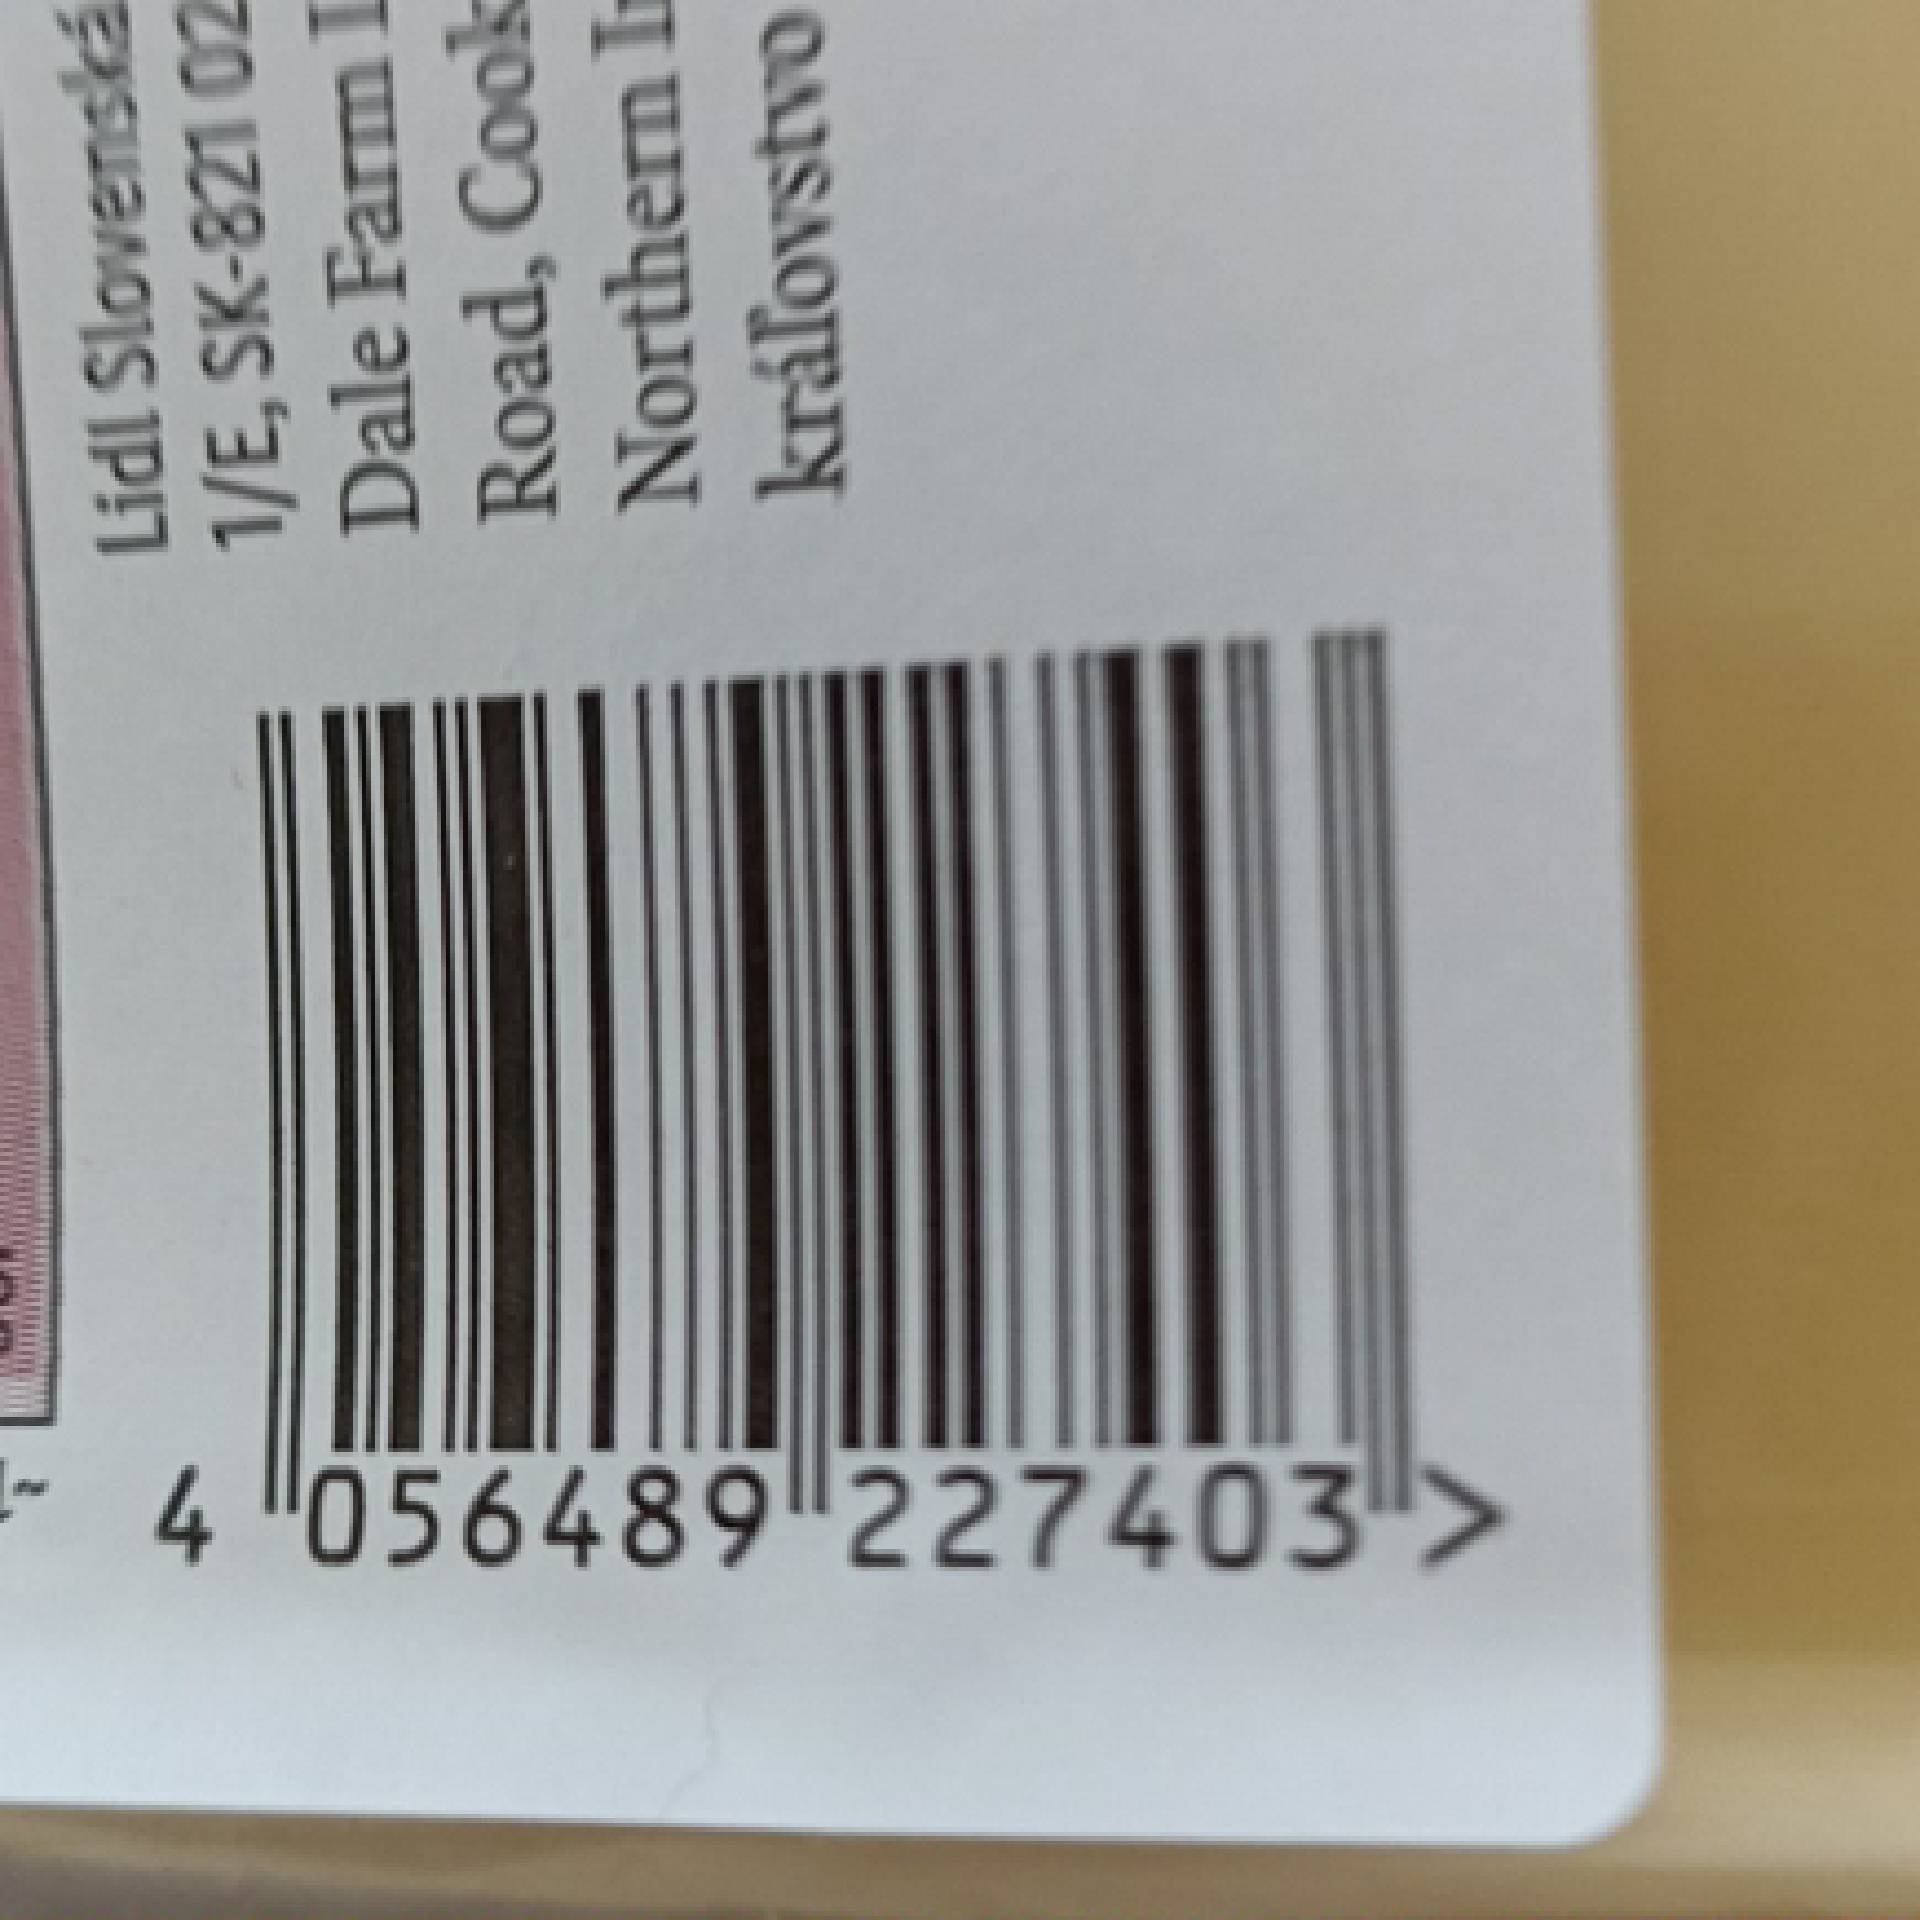 Lidl Slovenská
1/E, SK-821 02
Dale Farm
Road, Cook
Northern
kráľovstvo
4 056489 227403 >